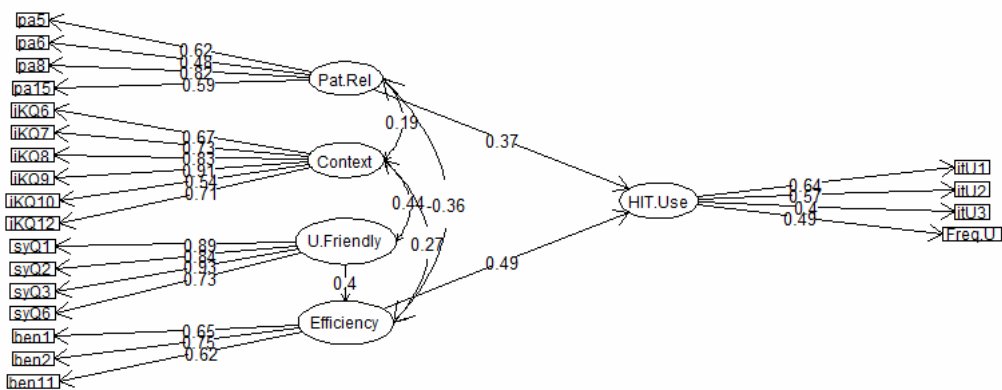 pa5
pa6
pa8
pa15
iKQ6
iKQ7
iKQ8
iKQ9
iKQ10
iKQ12
syQ1
syQ2
syQ3
syQ6
ben1
ben2
ben11
0.62
0.48
0.82
0.59
0.67
0.73
0.83
0.91
0.54
0.71
0.89
0.84
0.93
0.73
0.65
0.75
0.62
Pat.Rel
Context
U.Friendly
Efficiency
0.19
0.44
-0.36
0.27
0.4
0.37
0.49
HIT.Use
0.64
0.57
0.4
0.49
itU1
itU2
itU3
Freq.U